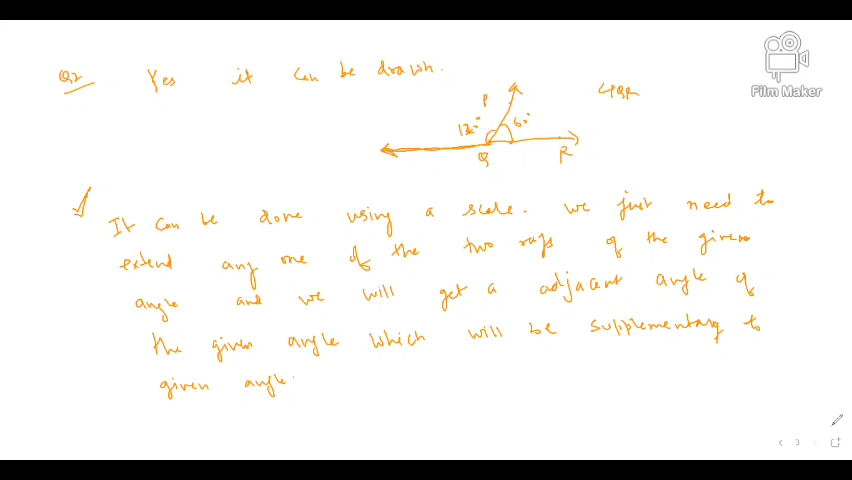 Q2 Yes it can be drawn.
P
∠PQR
120° 60°
Q R
It can be done using a scale. we just need to
extend any one of the two rays of the given
angle and we will get a adjacent angle of
the given angle which will be supplementary to
given angle.
Film Maker
3